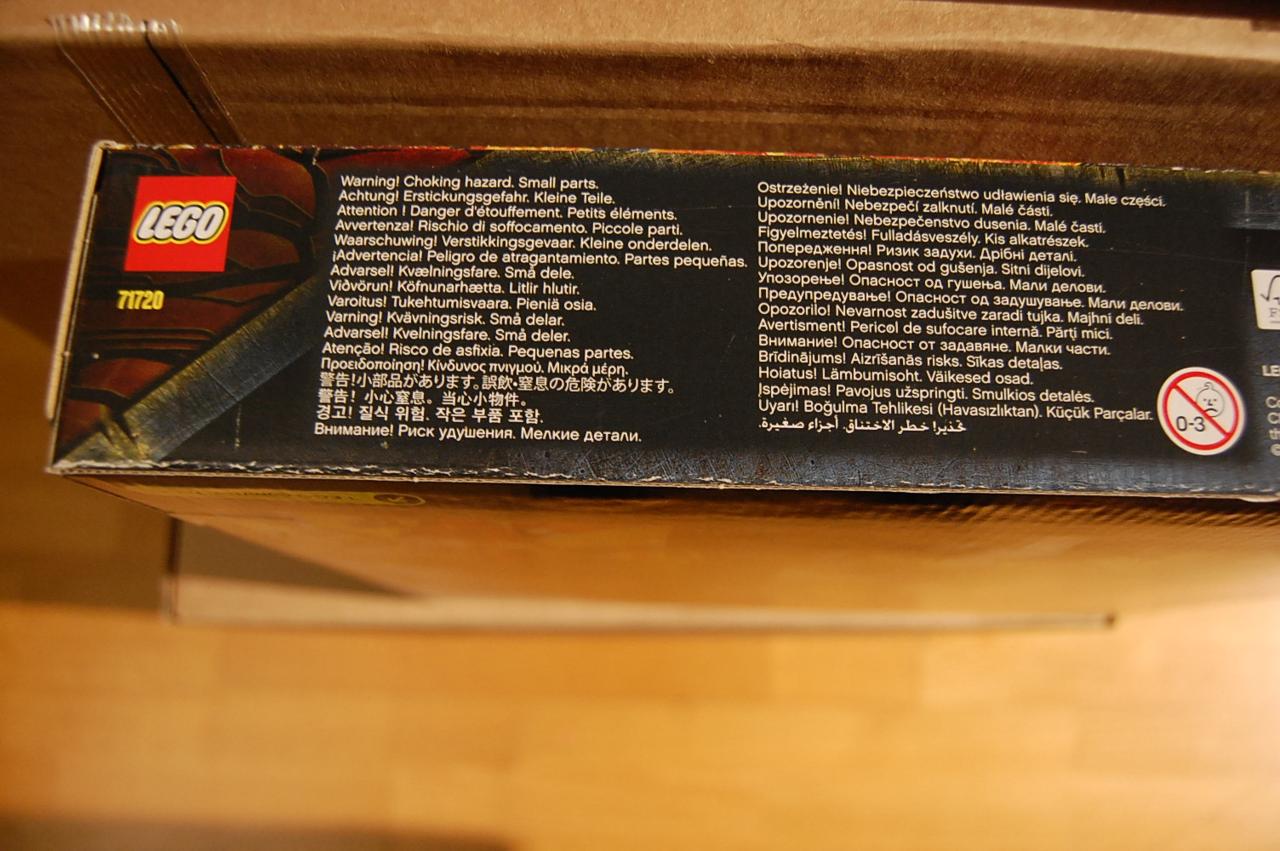 LEGO
71720
Warning! Choking hazard. Small parts.
Achtung! Erstickungsgefahr. Kleine Teile.
Attention ! Danger d'étouffement. Petits éléments.
Avvertenza! Rischio di soffocamento. Piccole parti.
Waarschuwing! Verstikkingsgevaar. Kleine onderdelen.
¡Advertencia! Peligro de atragantamiento. Partes pequeñas.
Advarsel! Kvælningsfare. Små dele.
Viðvörun! Köfnunarhætta. Litlir hlutir.
Varoitus! Tukehtumisvaara. Pieniä osia.
Varning! Kvävningsrisk. Små delar.
Advarsel! Kvelningsfare. Små deler.
Atenção! Risco de asfixia. Pequenas partes.
Προειδοποίηση! Κίνδυνος πνιγμού. Μικρά μέρη.
警告!小部品があります。誤飲・窒息の危険があります。
警告! 小心窒息。当心小物件。
경고! 질식 위험. 작은 부품 포함.
Внимание! Риск удушения. Мелкие детали.
Ostrzeżenie! Niebezpieczeństwo udławienia się. Małe części.
Upozornění! Nebezpečí zalknutí. Malé části.
Upozornenie! Nebezpečenstvo dusenia. Malé časti.
Figyelmeztetés! Fulladásveszély. Kis alkatrészek.
Попередження! Ризик задухи. Дрібні деталі.
Upozorenje! Opasnost od gušenja. Sitni dijelovi.
Упозорење! Опасност од гушења. Мали делови.
Предупредување! Опасност од задушување. Мали делови.
Opozorilo! Nevarnost zadušitve zaradi tujka. Majhni deli.
Avertisment! Pericol de sufocare internă. Părți mici.
Внимание! Опасност от задавяне. Малки части.
Brīdinājums! Aizrīšanās risks. Sīkas detaļas.
Hoiatus! Lämbumisoht. Väikesed osad.
Įspėjimas! Pavojus užspringti. Smulkios detalės.
Uyarı! Boğulma Tehlikesi (Havasızlıktan). Küçük Parçalar.
تحذير! خطر الاختناق. أجزاء صغيرة.
0-3